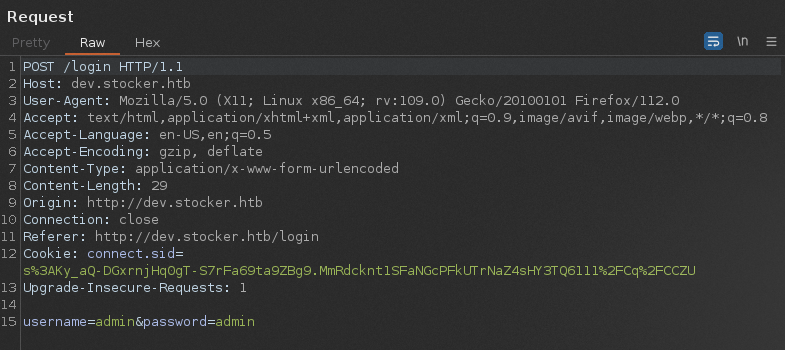 Request
Pretty Raw Hex \n
1 POST /login HTTP/1.1
2 Host: dev.stocker.htb
3 User-Agent: Mozilla/5.0 (X11; Linux x86_64; rv:109.0) Gecko/20100101 Firefox/112.0
4 Accept: text/html,application/xhtml+xml,application/xml;q=0.9,image/avif,image/webp,*/*;q=0.8
5 Accept-Language: en-US,en;q=0.5
6 Accept-Encoding: gzip, deflate
7 Content-Type: application/x-www-form-urlencoded
8 Content-Length: 29
9 Origin: http://dev.stocker.htb
10 Connection: close
11 Referer: http://dev.stocker.htb/login
12 Cookie: connect.sid=
s%3AKy_aQ-DGxrnjHqOgT-S7rFa69ta9ZBg9.MmRdcknt1SFaNGcPFkUTrNaZ4sHY3TQ6111%2FCq%2FCCZU
13 Upgrade-Insecure-Requests: 1
14
15 username=admin&password=admin